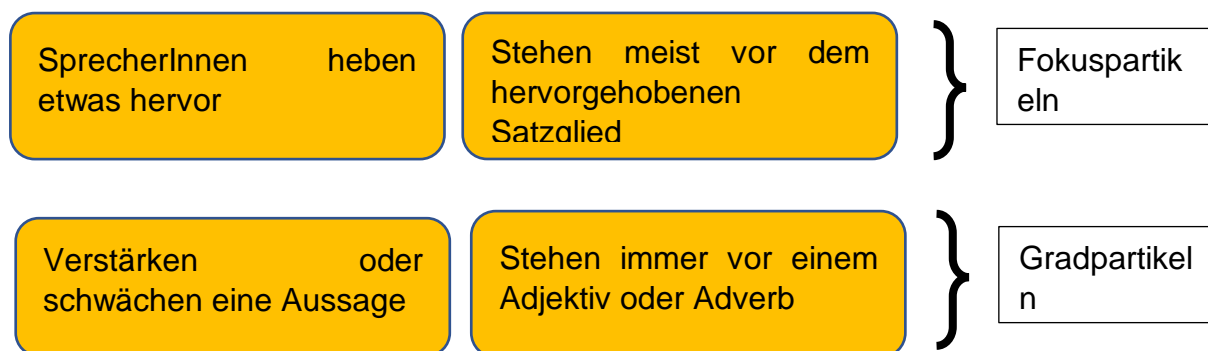 SprecherInnen heben
etwas hervor
Stehen meist vor dem
hervorgehobenen
Satzglied
Fokuspartik
eln
Verstärken oder
schwächen eine Aussage
Stehen immer vor einem
Adjektiv oder Adverb
Gradpartikel
n